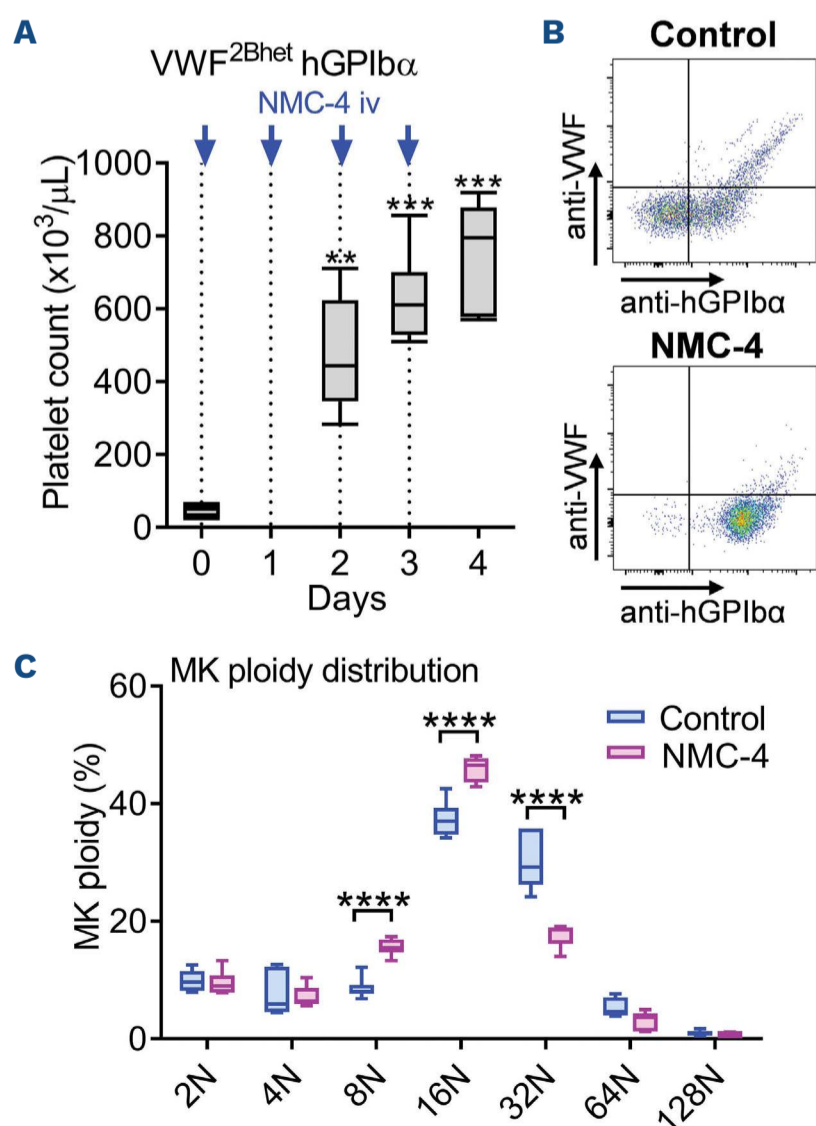 A
VWF2Bhet hGPIbα
NMC-4 iv
Platelet count (x103/μL)
1000
800
600
400
200
0
**
***
***
0 1 2 3 4
Days
B
Control
anti-VWF
anti-hGPIbα
NMC-4
anti-VWF
anti-hGPIbα
C
MK ploidy distribution
MK ploidy (%)
60
40
20
0
****
****
****
Control
NMC-4
2N 4N 8N 16N 32N 64N 128N